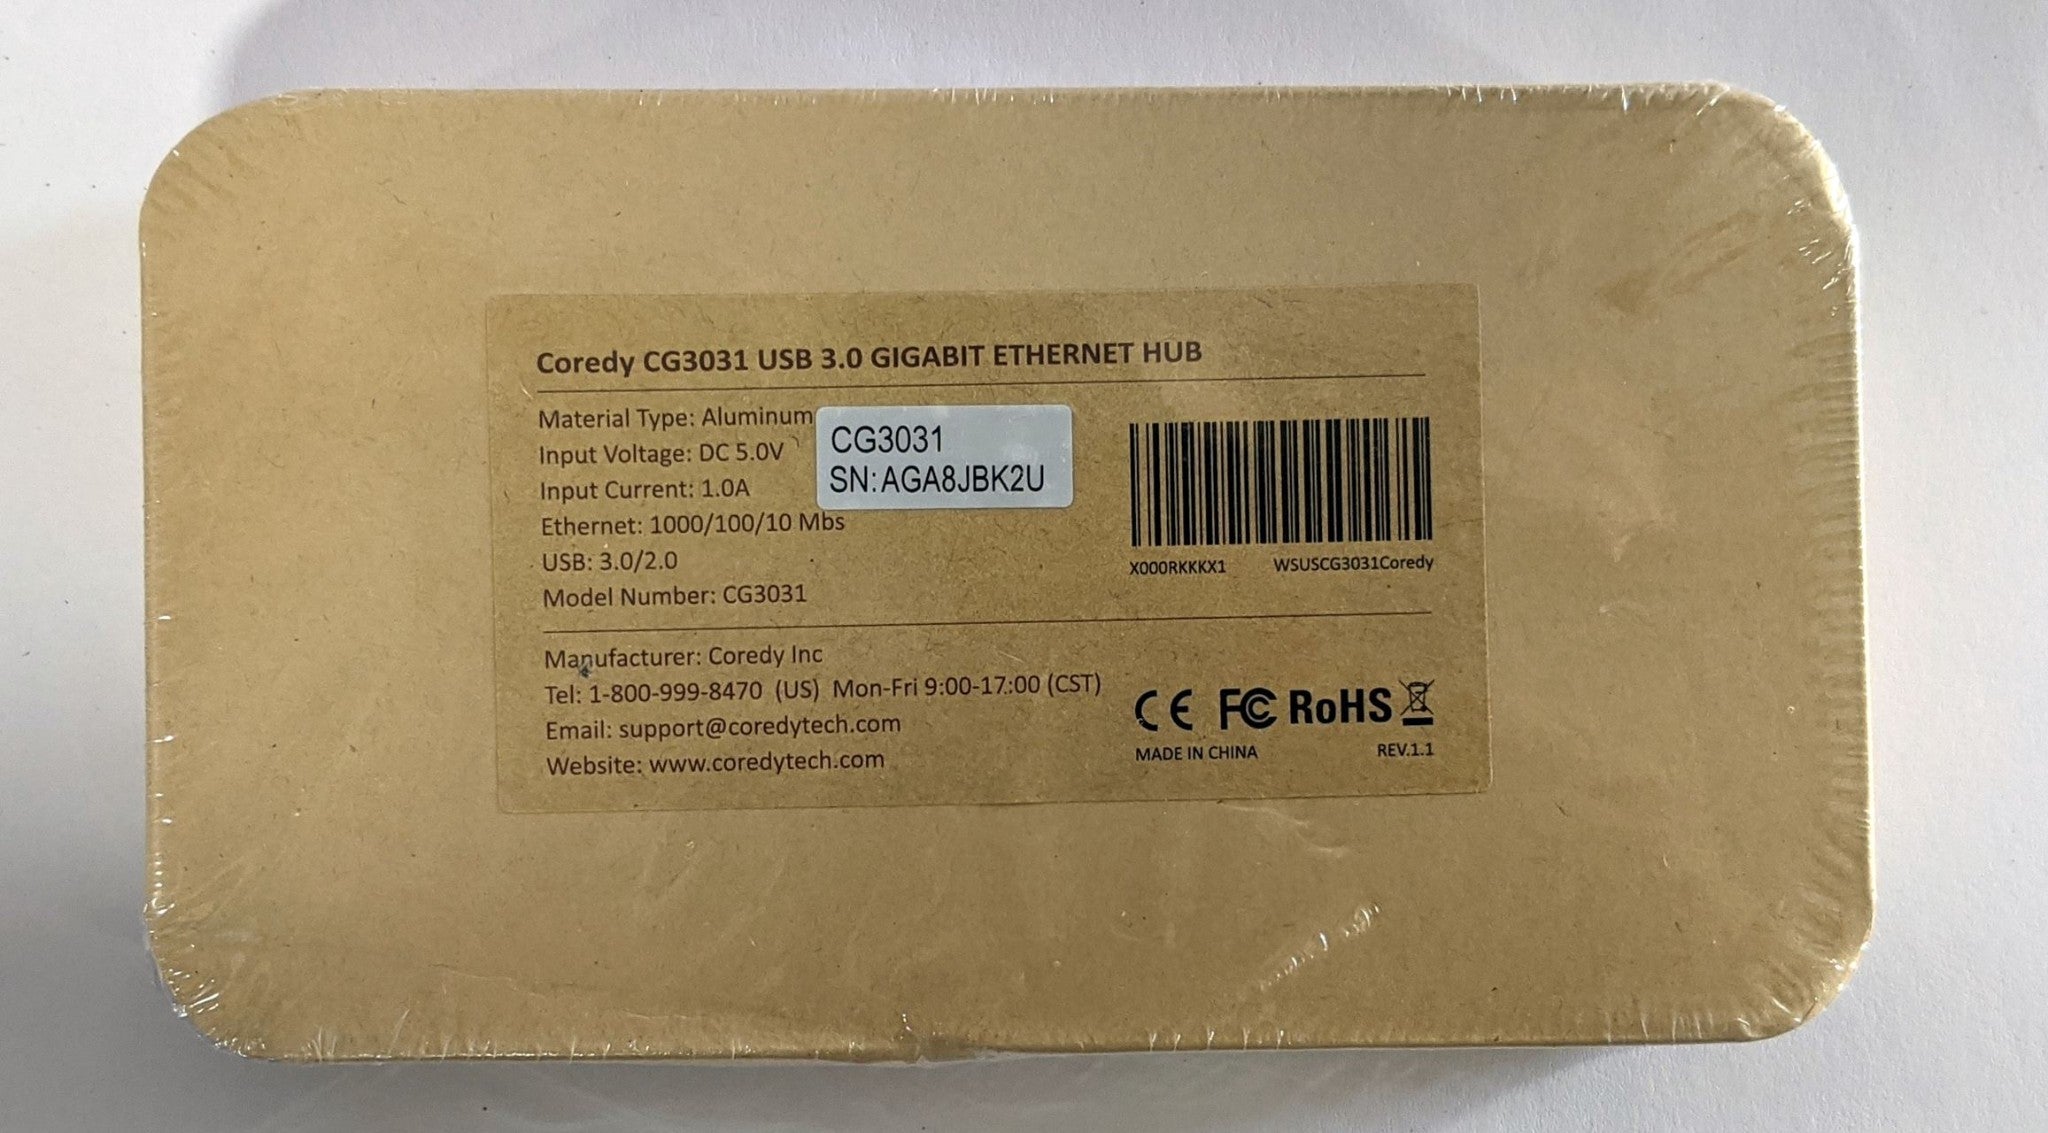 Coredy CG3031 USB 3.0 GIGABIT ETHERNET HUB
Material Type: Aluminum
Input Voltage: DC 5.0V
Input Current: 1.0A
Ethernet: 1000/100/10 Mbs
USB: 3.0/2.0
Model Number: CG3031
CG3031
SN:AGA8JBK2U
X000RKKKX1 WSUSCG3031Coredy
Manufacturer: Coredy Inc
Tel: 1-800-999-8470 (US) Mon-Fri 9:00-17:00 (CST)
Email: support@coredytech.com
Website: www.coredytech.com
CE FC RoHS
MADE IN CHINA REV.1.1